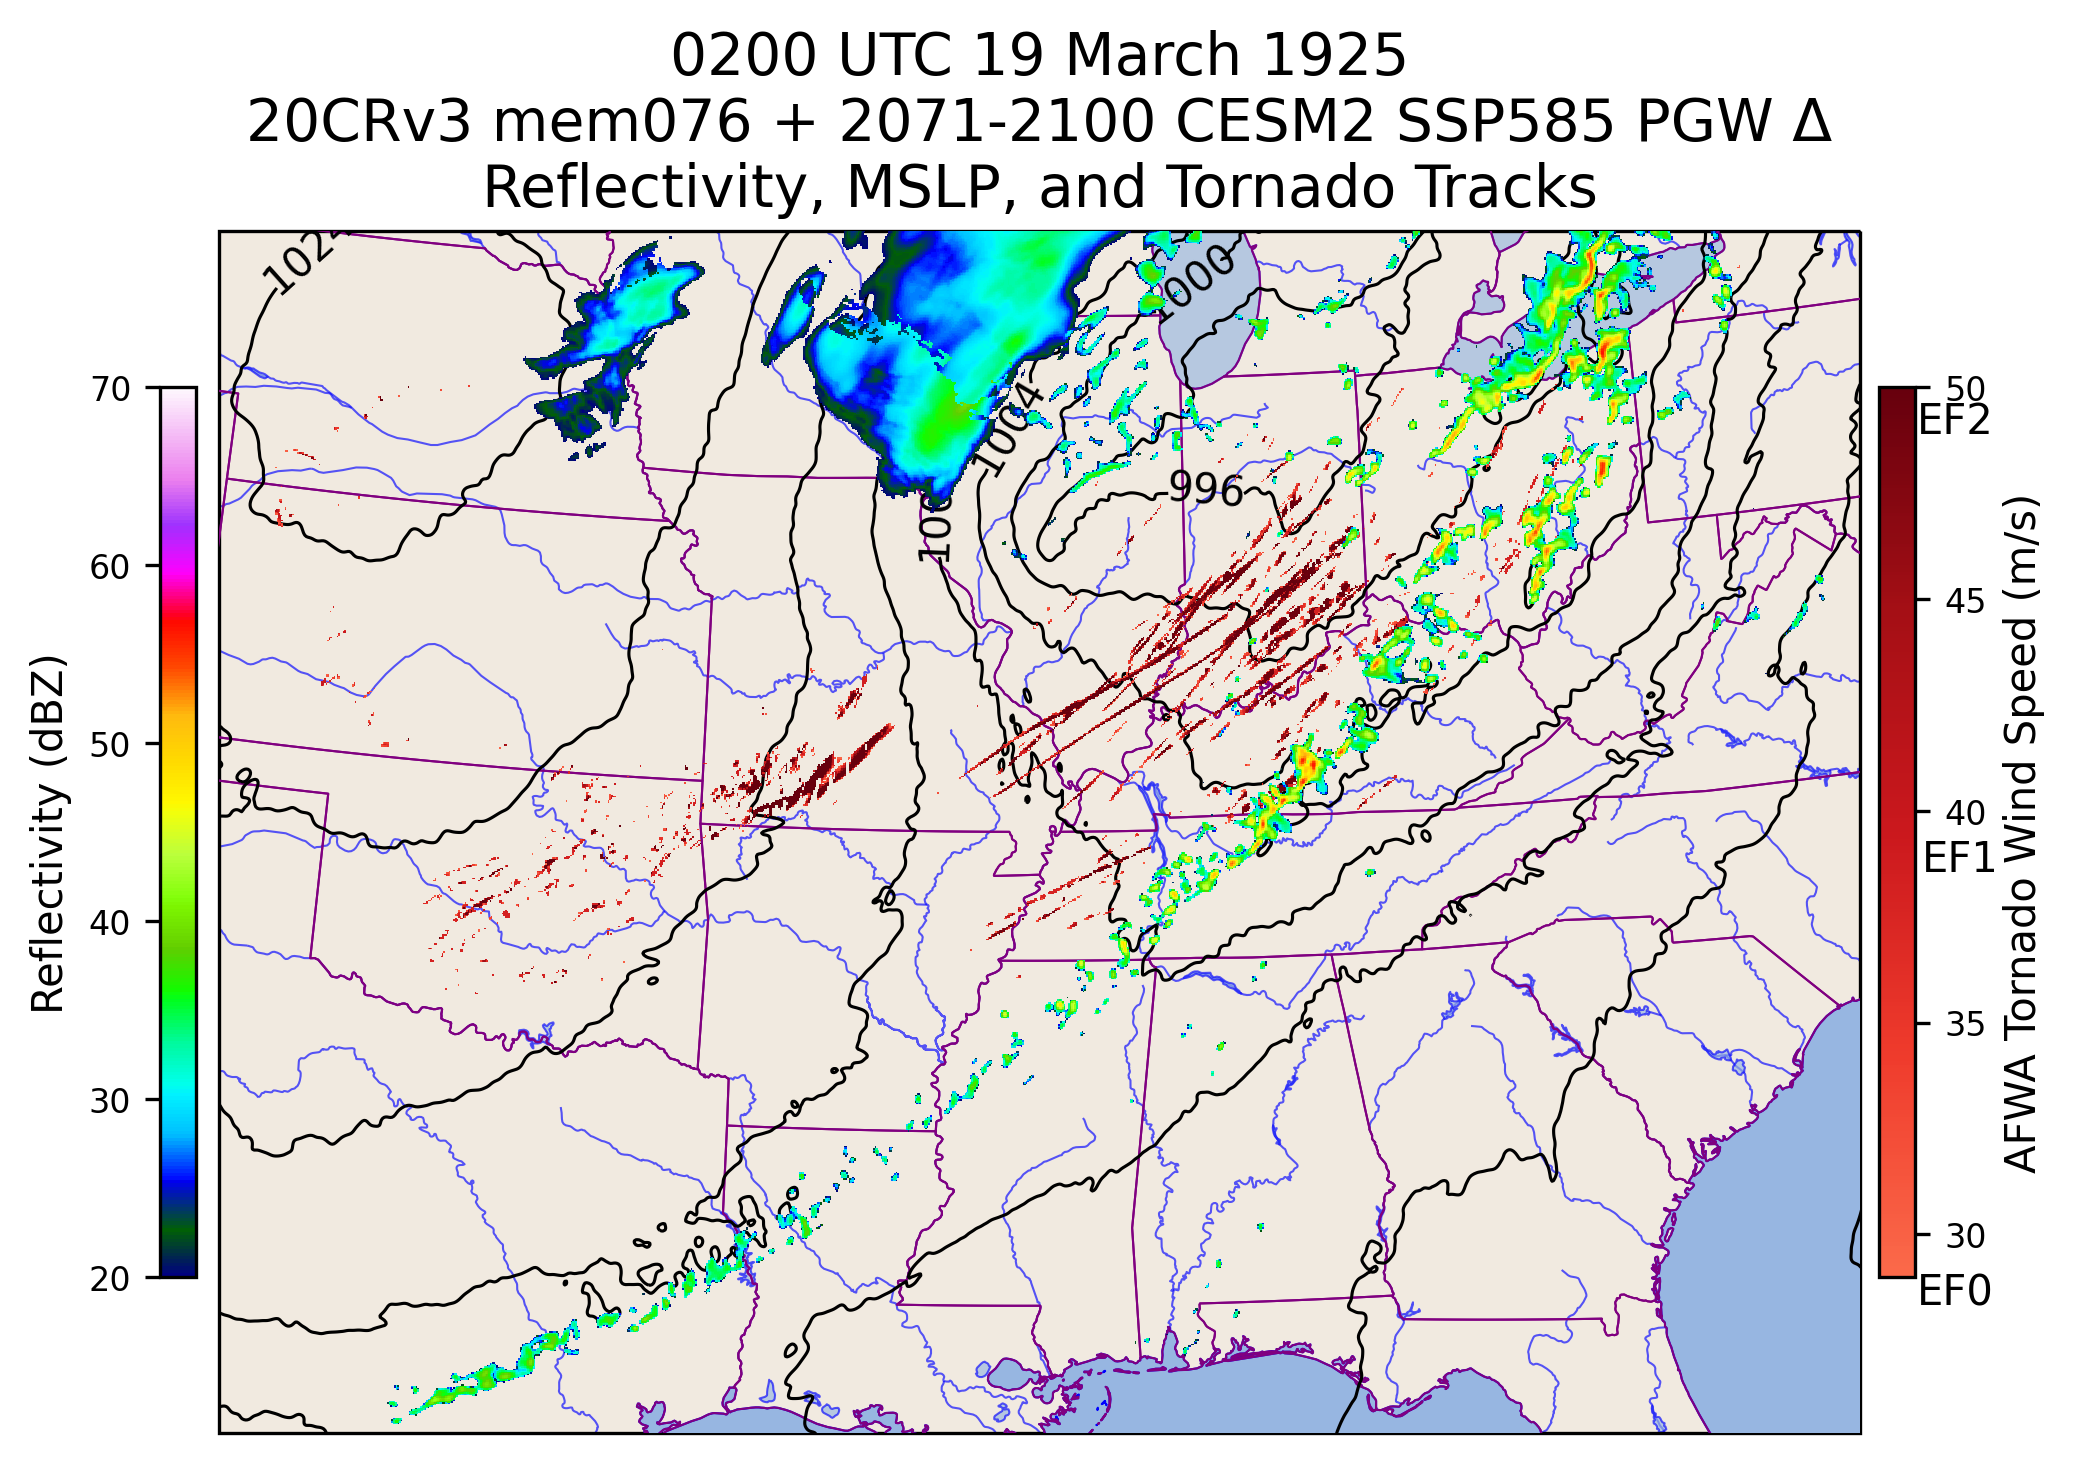 0200 UTC 19 March 1925
20CRv3 mem076 + 2071-2100 CESM2 SSP585 PGW Δ
Reflectivity, MSLP, and Tornado Tracks
1000
1004
996
70
60
50
40
30
20
Reflectivity (dBZ)
50
EF2
45
40
EF1
35
30
EF0
AFWA Tornado Wind Speed (m/s)